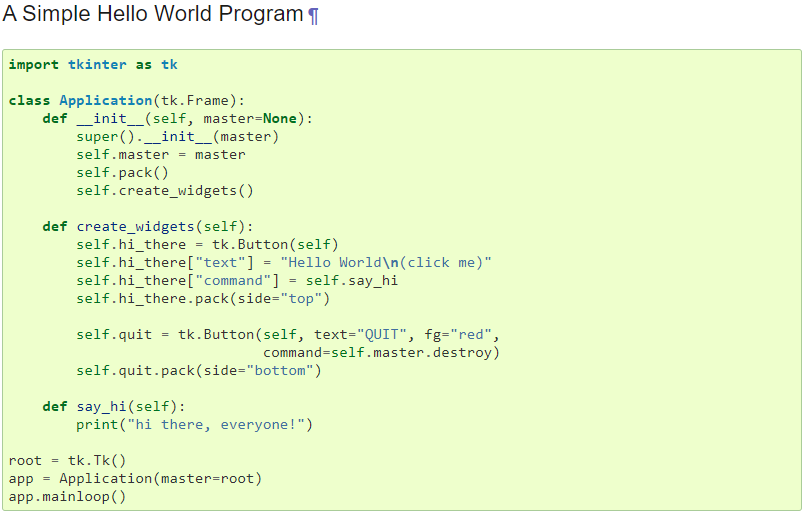 A Simple Hello World Program ¶
import tkinter as tk
class Application(tk.Frame):
    def __init__(self, master=None):
        super().__init__(master)
        self.master = master
        self.pack()
        self.create_widgets()
    def create_widgets(self):
        self.hi_there = tk.Button(self)
        self.hi_there["text"] = "Hello World\n(click me)"
        self.hi_there["command"] = self.say_hi
        self.hi_there.pack(side="top")
        self.quit = tk.Button(self, text="QUIT", fg="red",
                              command=self.master.destroy)
        self.quit.pack(side="bottom")
    def say_hi(self):
        print("hi there, everyone!")
root = tk.Tk()
app = Application(master=root)
app.mainloop()